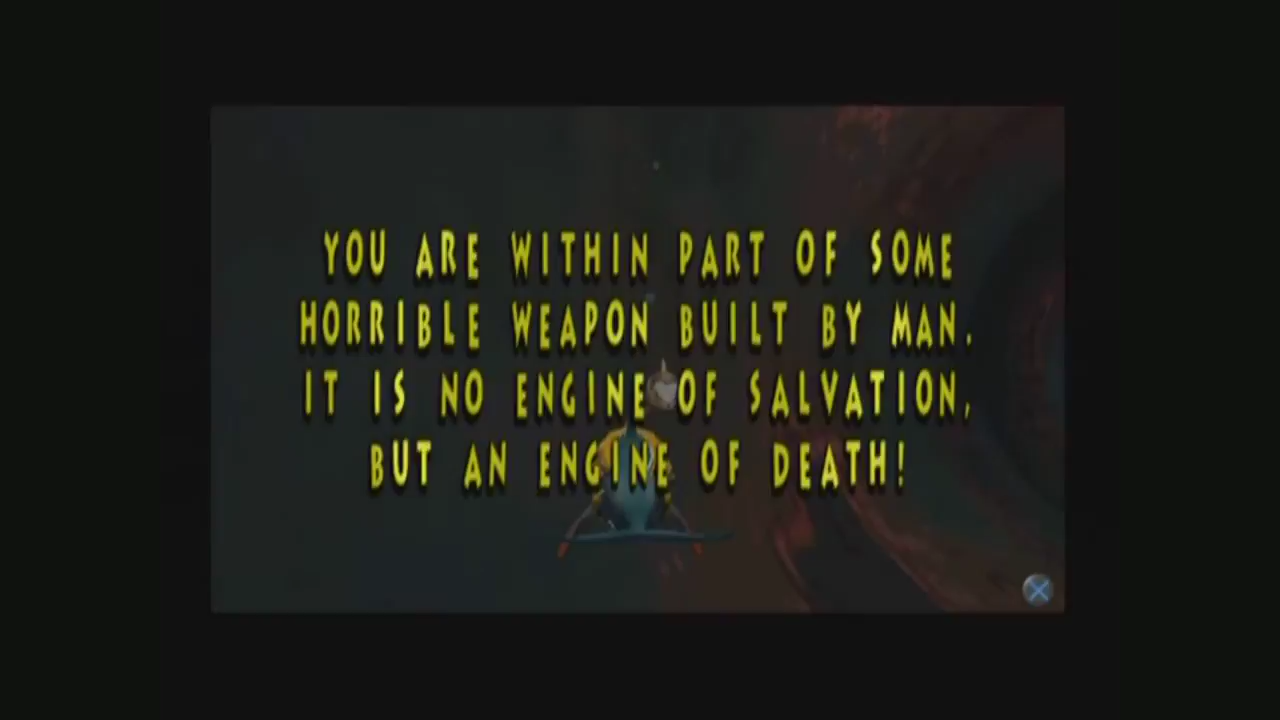 YOU ARE WITHIN PART OF SOME
HORRIBLE WEAPON BUILT BY MAN.
IT IS NO ENGINE OF SALVATION,
BUT AN ENGINE OF DEATH!